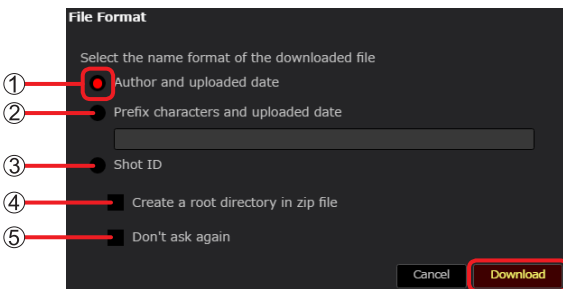 File Format
Select the name format of the downloaded file
① Author and uploaded date
② Prefix characters and uploaded date
③ Shot ID
④ Create a root directory in zip file
⑤ Don't ask again
Cancel Download